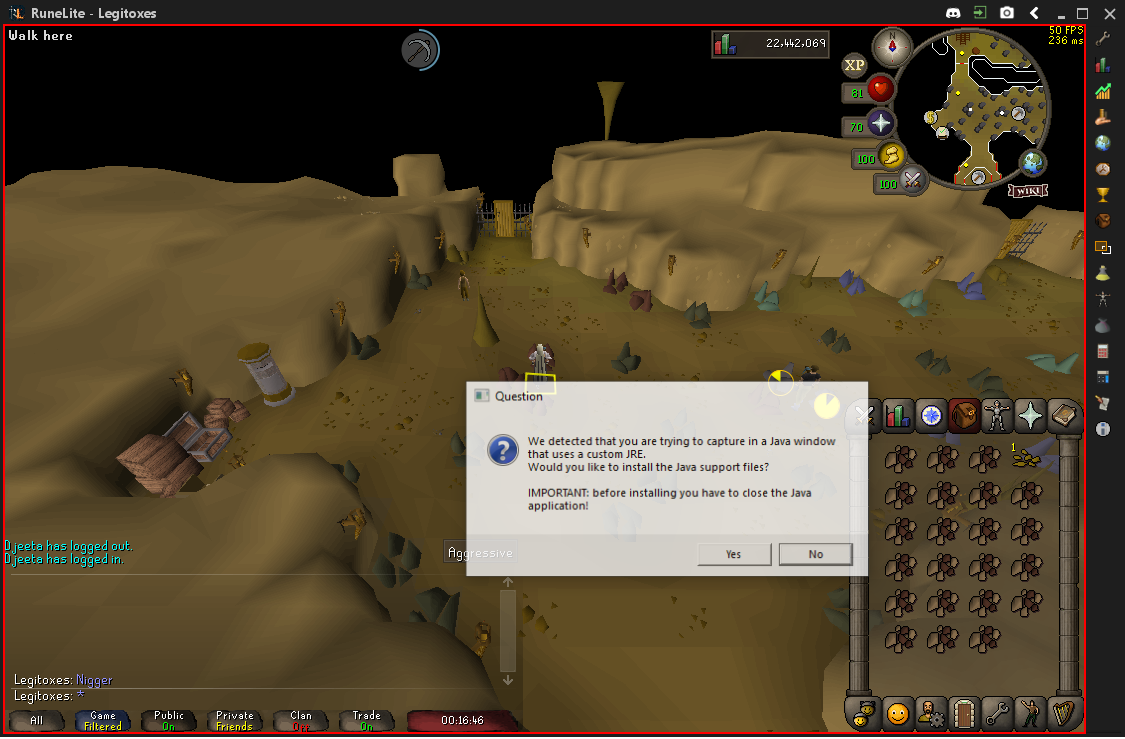 RuneLite - Legitoxes
Walk here
22,442,069
50 FPS
236 ms
N
XP
81
70
100
100
WIKI
Question
We detected that you are trying to capture in a Java window
that uses a custom JRE.
Would you like to install the Java support files?
IMPORTANT: before installing you have to close the Java
application!
Yes
No
1
Djeeta has logged out.
Djeeta has logged in.
Aggressive
Legitoxes: Nigger
Legitoxes: *
All
Game
Filtered
Public
On
Private
Friends
Clan
Off
Trade
On
00:16:46